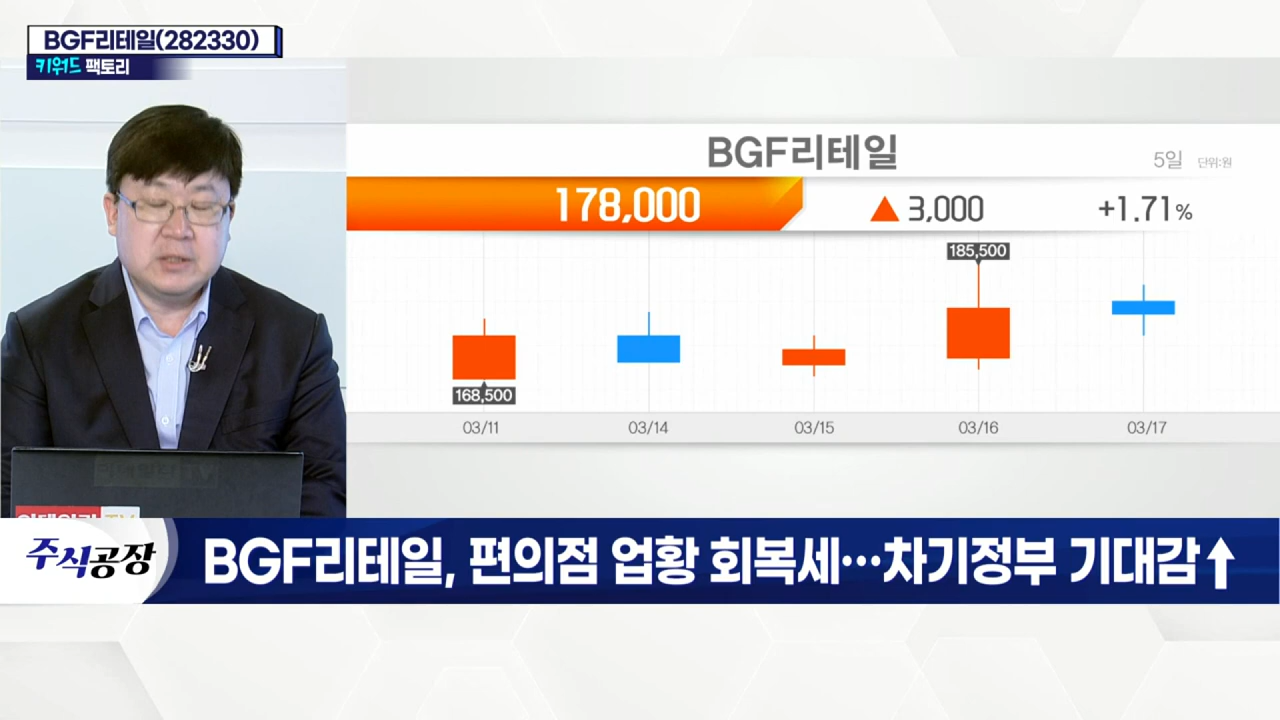 BGF리테일(282330)
키워드 팩토리
BGF리테일
5일 단위:원
178,000 ▲ 3,000 +1.71%
185,500
168,500
03/11 03/14 03/15 03/16 03/17
주식공장
BGF리테일, 편의점 업황 회복세…차기정부 기대감↑